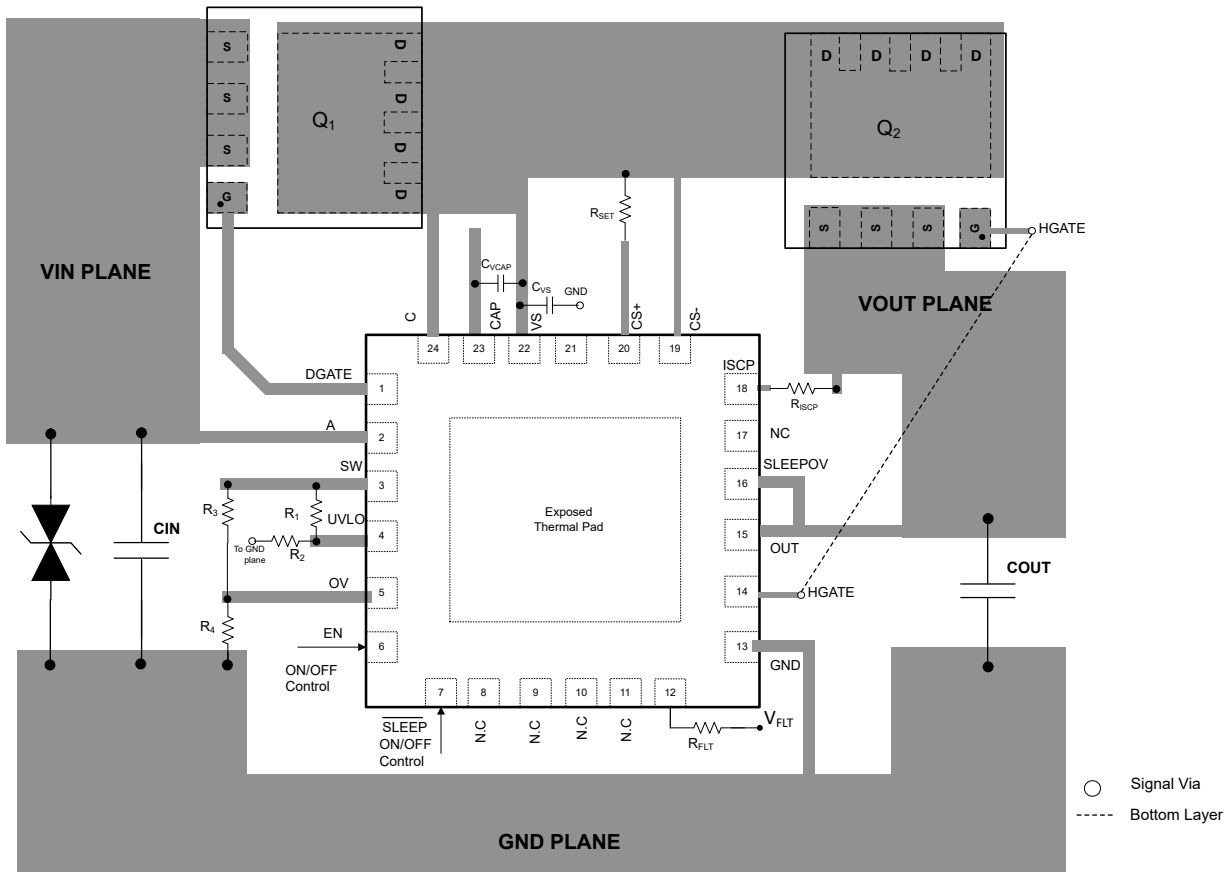 S
S
S
G
Q1
D
D
D
D
D D D D
Q2
S
S
S
G
HGATE
RSET
VIN PLANE
VOUT PLANE
CVCAP
CVS
GND
C
CAP
VS
CS+
CS-
24
23
22
21
20
19
DGATE
1
A
2
SW
3
UVLO
4
OV
5
EN
6
ON/OFF
Control
R3
R1
R2
To GND
plane
R4
CIN
Exposed
Thermal Pad
ISCP
18
RISCP
17
NC
SLEEPOV
16
15
OUT
14
HGATE
13
GND
COUT
7
8
9
10
11
12
SLEEP
ON/OFF
Control
N.C
N.C
N.C
N.C
RFLT
VFLT
GND PLANE
Signal Via
Bottom Layer